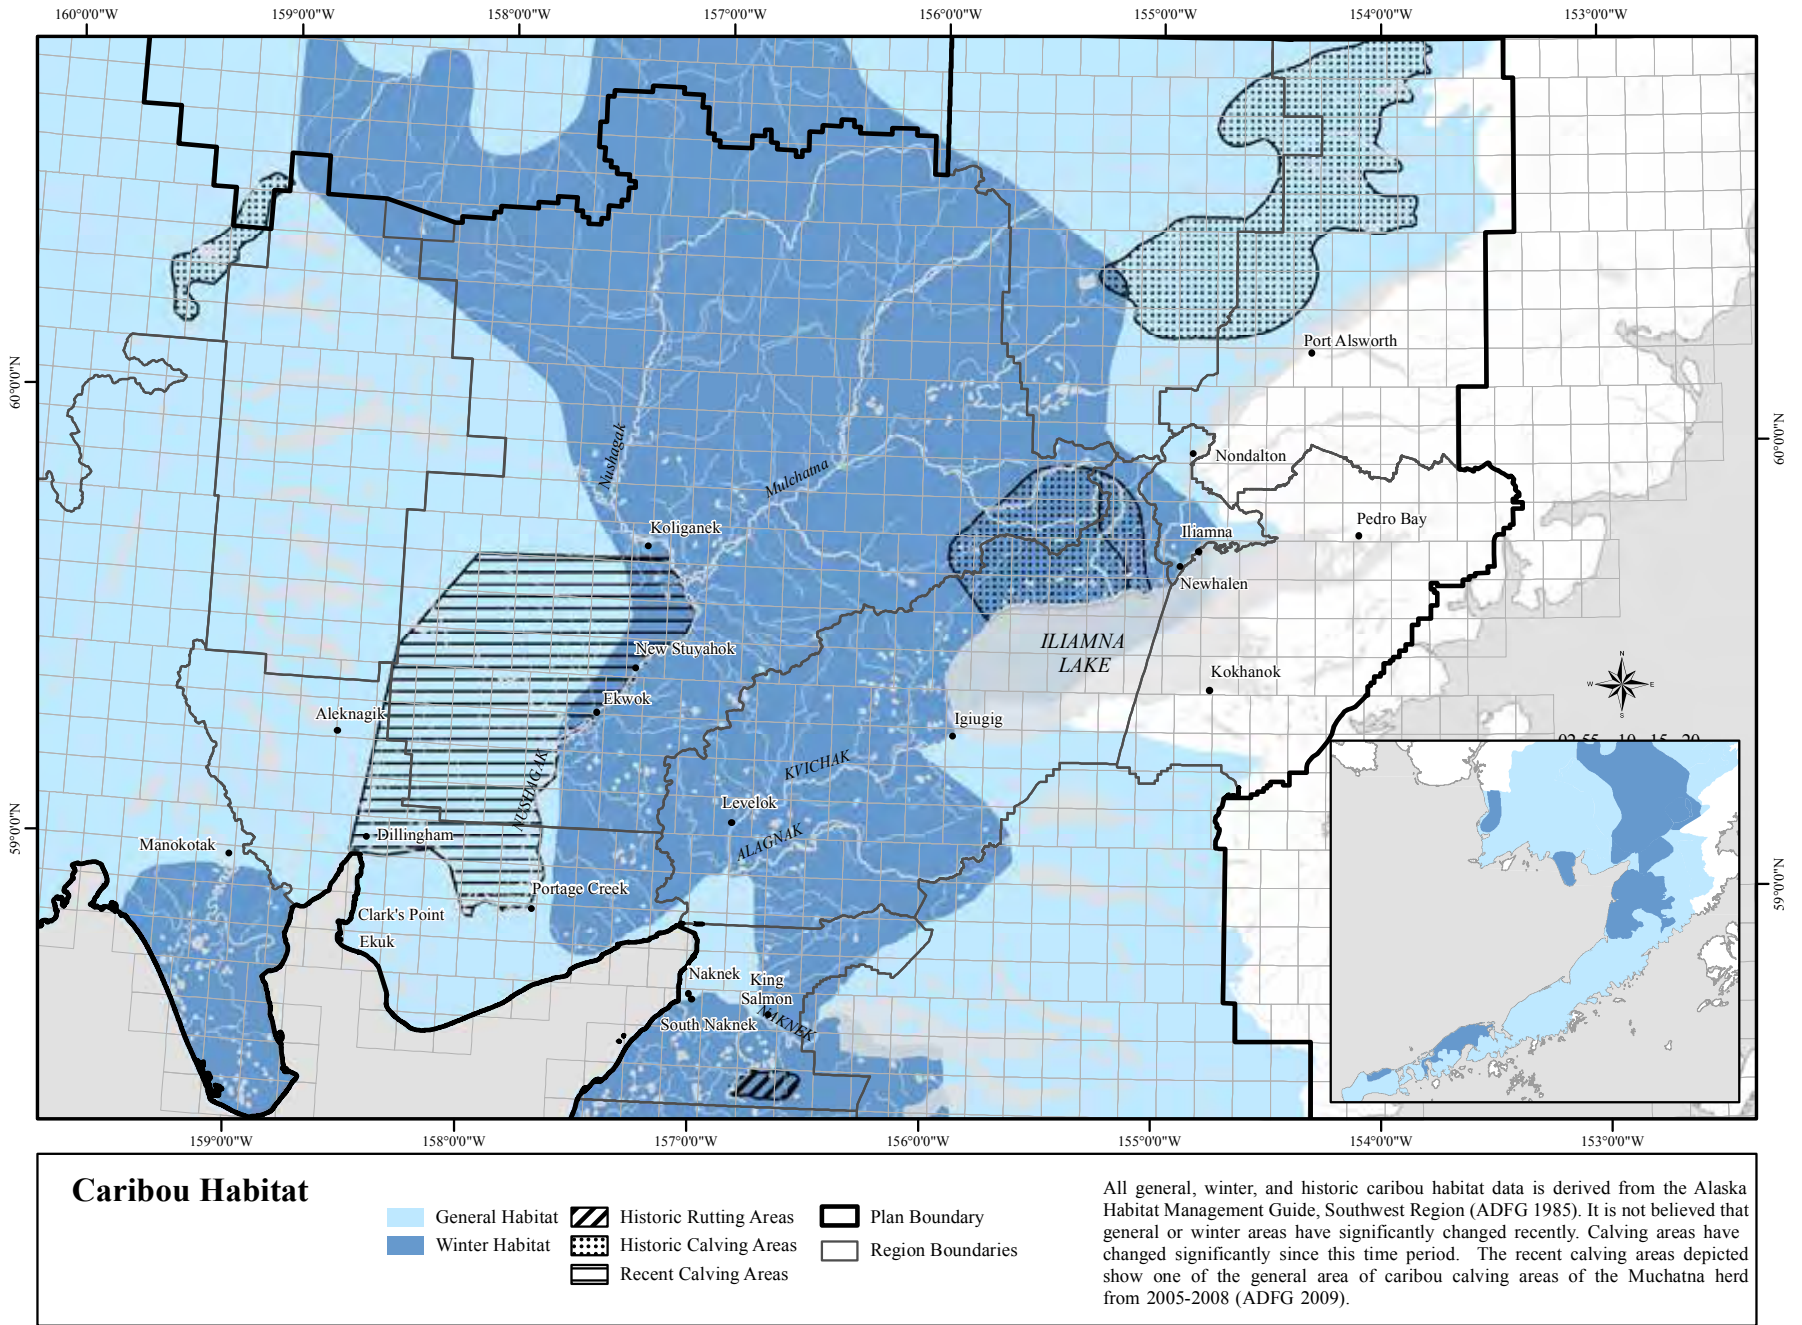 160°0'0"W
159°0'0"W
158°0'0"W
157°0'0"W
156°0'0"W
155°0'0"W
154°0'0"W
153°0'0"W
60°0'0"N
60°0'0"N
Port Alsworth
Nushagak
Mulchatna
Nondalton
Koliganek
Pedro Bay
Iliamna
Newhalen
ILIAMNA
LAKE
New Stuyahok
Kokhanok
N
W
E
S
Ekwok
Aleknagik
Igiugig
NUSHAGAK
KVICHAK
Levelok
ALAGNAK
59°0'0"N
59°0'0"N
Dillingham
Manokotak
Portage Creek
Clark's Point
Ekuk
Naknek
King
Salmon
NAKNEK
South Naknek
159°0'0"W
158°0'0"W
157°0'0"W
156°0'0"W
155°0'0"W
154°0'0"W
153°0'0"W
Caribou Habitat
General Habitat
Winter Habitat
Historic Rutting Areas
Historic Calving Areas
Recent Calving Areas
Plan Boundary
Region Boundaries
All general, winter, and historic caribou habitat data is derived from the Alaska
Habitat Management Guide, Southwest Region (ADFG 1985). It is not believed that
general or winter areas have significantly changed recently. Calving areas have
changed significantly since this time period. The recent calving areas depicted
show one of the general area of caribou calving areas of the Muchatna herd
from 2005-2008 (ADFG 2009).